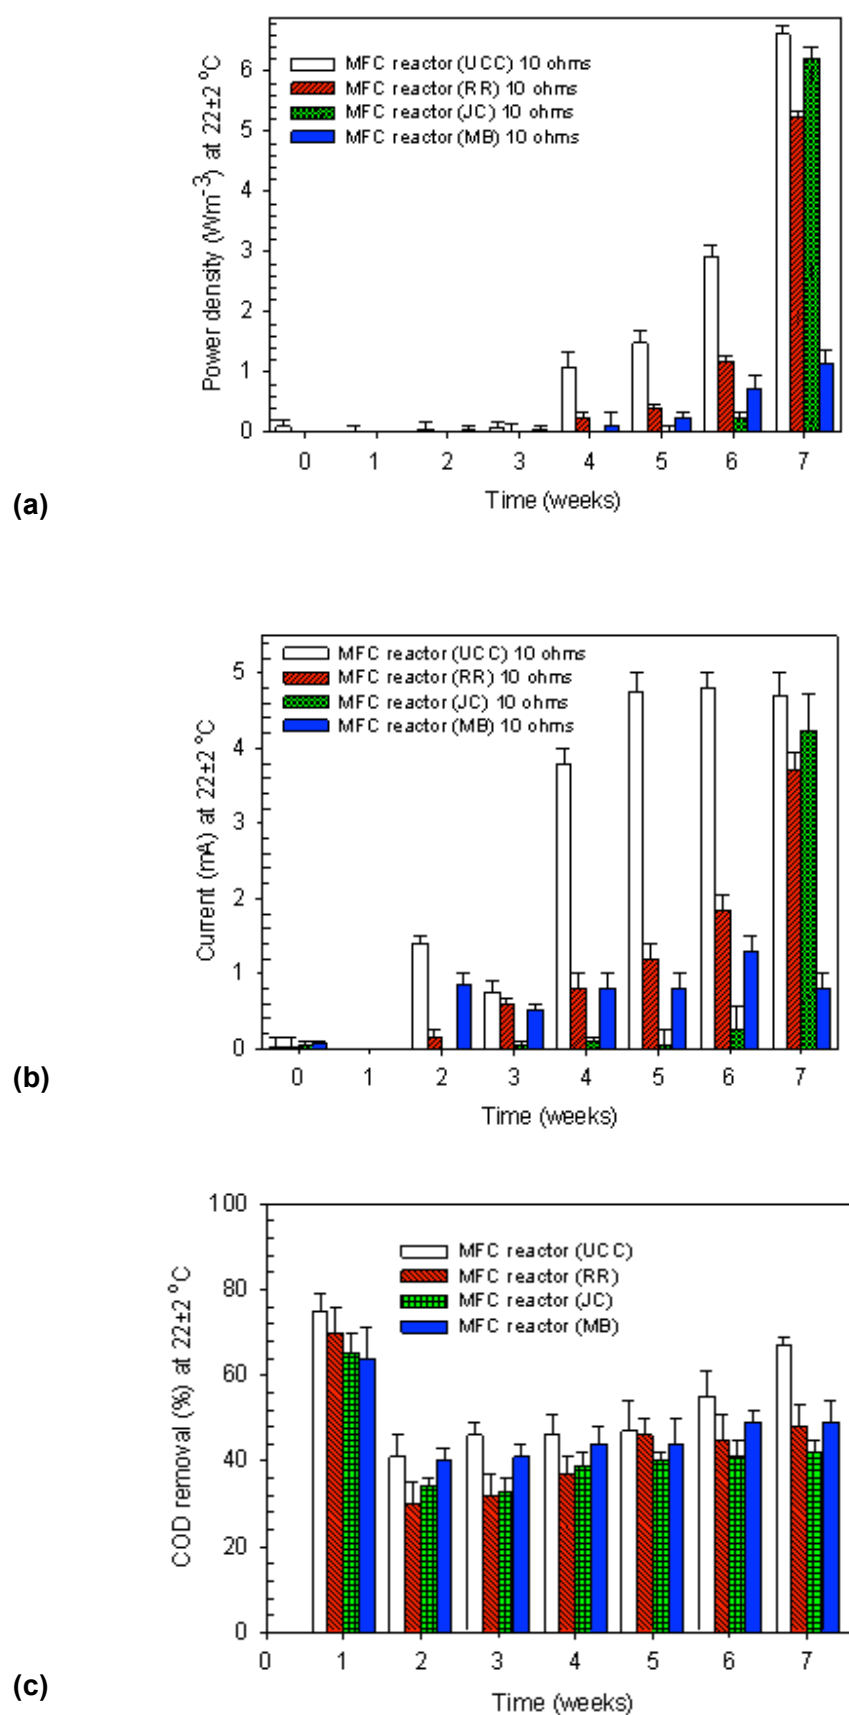 MFC reactor (UCC) 10 ohms
MFC reactor (RR) 10 ohms
MFC reactor (JC) 10 ohms
MFC reactor (MB) 10 ohms
Power density (Wm⁻³) at 22±2 °C
6
5
4
3
2
1
0
0 1 2 3 4 5 6 7
Time (weeks)
(a)
MFC reactor (UCC) 10 ohms
MFC reactor (RR) 10 ohms
MFC reactor (JC) 10 ohms
MFC reactor (MB) 10 ohms
Current (mA) at 22±2 °C
5
4
3
2
1
0
0 1 2 3 4 5 6 7
Time (weeks)
(b)
MFC reactor (UCC)
MFC reactor (RR)
MFC reactor (JC)
MFC reactor (MB)
COD removal (%) at 22±2 °C
100
80
60
40
20
0
0 1 2 3 4 5 6 7
Time (weeks)
(c)